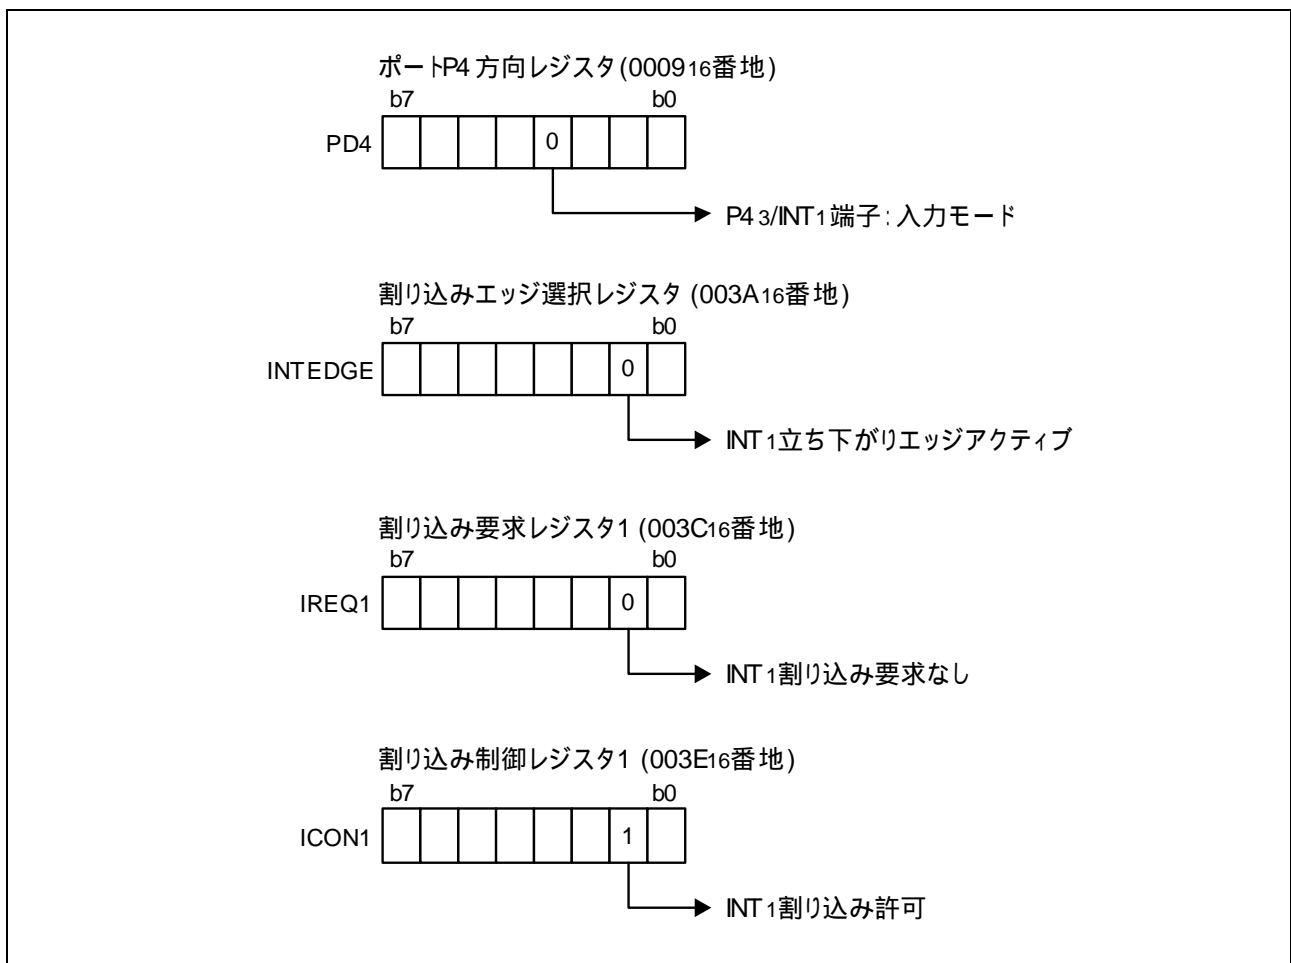 ポートP4方向レジスタ(000916番地)
b7 b0
PD4 0
P43/INT1端子:入力モード
割り込みエッジ選択レジスタ(003A16番地)
b7 b0
INTEDGE 0
INT1立ち下がりエッジアクティブ
割り込み要求レジスタ1(003C16番地)
b7 b0
IREQ1 0
INT1割り込み要求なし
割り込み制御レジスタ1(003E16番地)
b7 b0
ICON1 1
INT1割り込み許可